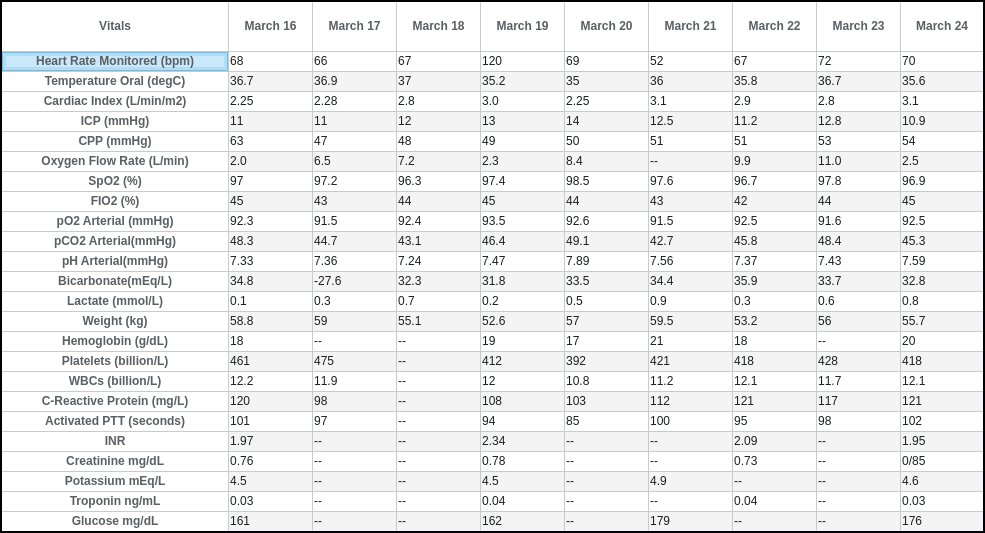 Vitals March 16 March 17 March 18 March 19 March 20 March 21 March 22 March 23 March 24
Heart Rate Monitored (bpm) 68 66 67 120 69 52 67 72 70
Temperature Oral (degC) 36.7 36.9 37 35.2 35 36 35.8 36.7 35.6
Cardiac Index (L/min/m2) 2.25 2.28 2.8 3.0 2.25 3.1 2.9 2.8 3.1
ICP (mmHg) 11 11 12 13 14 12.5 11.2 12.8 10.9
CPP (mmHg) 63 47 48 49 50 51 51 53 54
Oxygen Flow Rate (L/min) 2.0 6.5 7.2 2.3 8.4 -- 9.9 11.0 2.5
SpO2 (%) 97 97.2 96.3 97.4 98.5 97.6 96.7 97.8 96.9
FIO2 (%) 45 43 44 45 44 43 42 44 45
pO2 Arterial (mmHg) 92.3 91.5 92.4 93.5 92.6 91.5 92.5 91.6 92.5
pCO2 Arterial(mmHg) 48.3 44.7 43.1 46.4 49.1 42.7 45.8 48.4 45.3
pH Arterial(mmHg) 7.33 7.36 7.24 7.47 7.89 7.56 7.37 7.43 7.59
Bicarbonate(mEq/L) 34.8 -27.6 32.3 31.8 33.5 34.4 35.9 33.7 32.8
Lactate (mmol/L) 0.1 0.3 0.7 0.2 0.5 0.9 0.3 0.6 0.8
Weight (kg) 58.8 59 55.1 52.6 57 59.5 53.2 56 55.7
Hemoglobin (g/dL) 18 -- -- 19 17 21 18 -- 20
Platelets (billion/L) 461 475 -- 412 392 421 418 428 418
WBCs (billion/L) 12.2 11.9 -- 12 10.8 11.2 12.1 11.7 12.1
C-Reactive Protein (mg/L) 120 98 -- 108 103 112 121 117 121
Activated PTT (seconds) 101 97 -- 94 85 100 95 98 102
INR 1.97 -- -- 2.34 -- -- 2.09 -- 1.95
Creatinine mg/dL 0.76 -- -- 0.78 -- -- 0.73 -- 0/85
Potassium mEq/L 4.5 -- -- 4.5 -- 4.9 -- -- 4.6
Troponin ng/mL 0.03 -- -- 0.04 -- -- 0.04 -- 0.03
Glucose mg/dL 161 -- -- 162 -- 179 -- -- 176